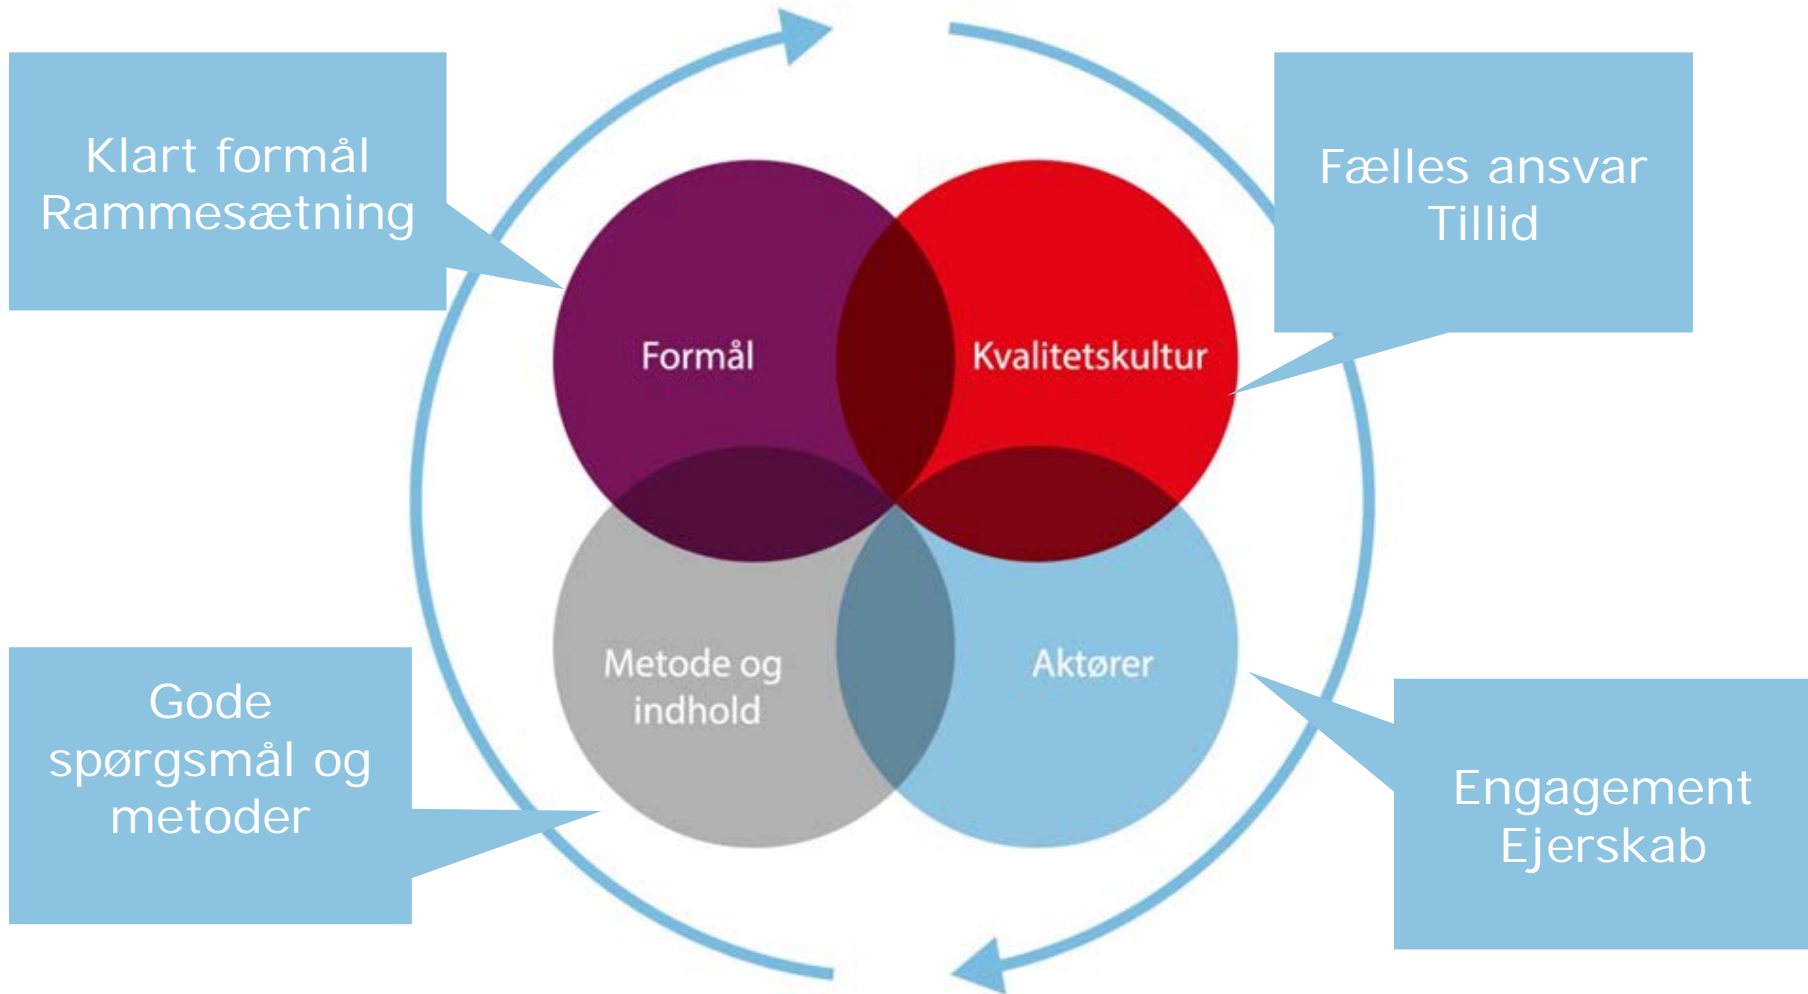 Klart formål
Rammesætning
Fælles ansvar
Tillid
Formål
Kvalitetskultur
Metode og
indhold
Aktører
Gode
spørgsmål og
metoder
Engagement
Ejerskab